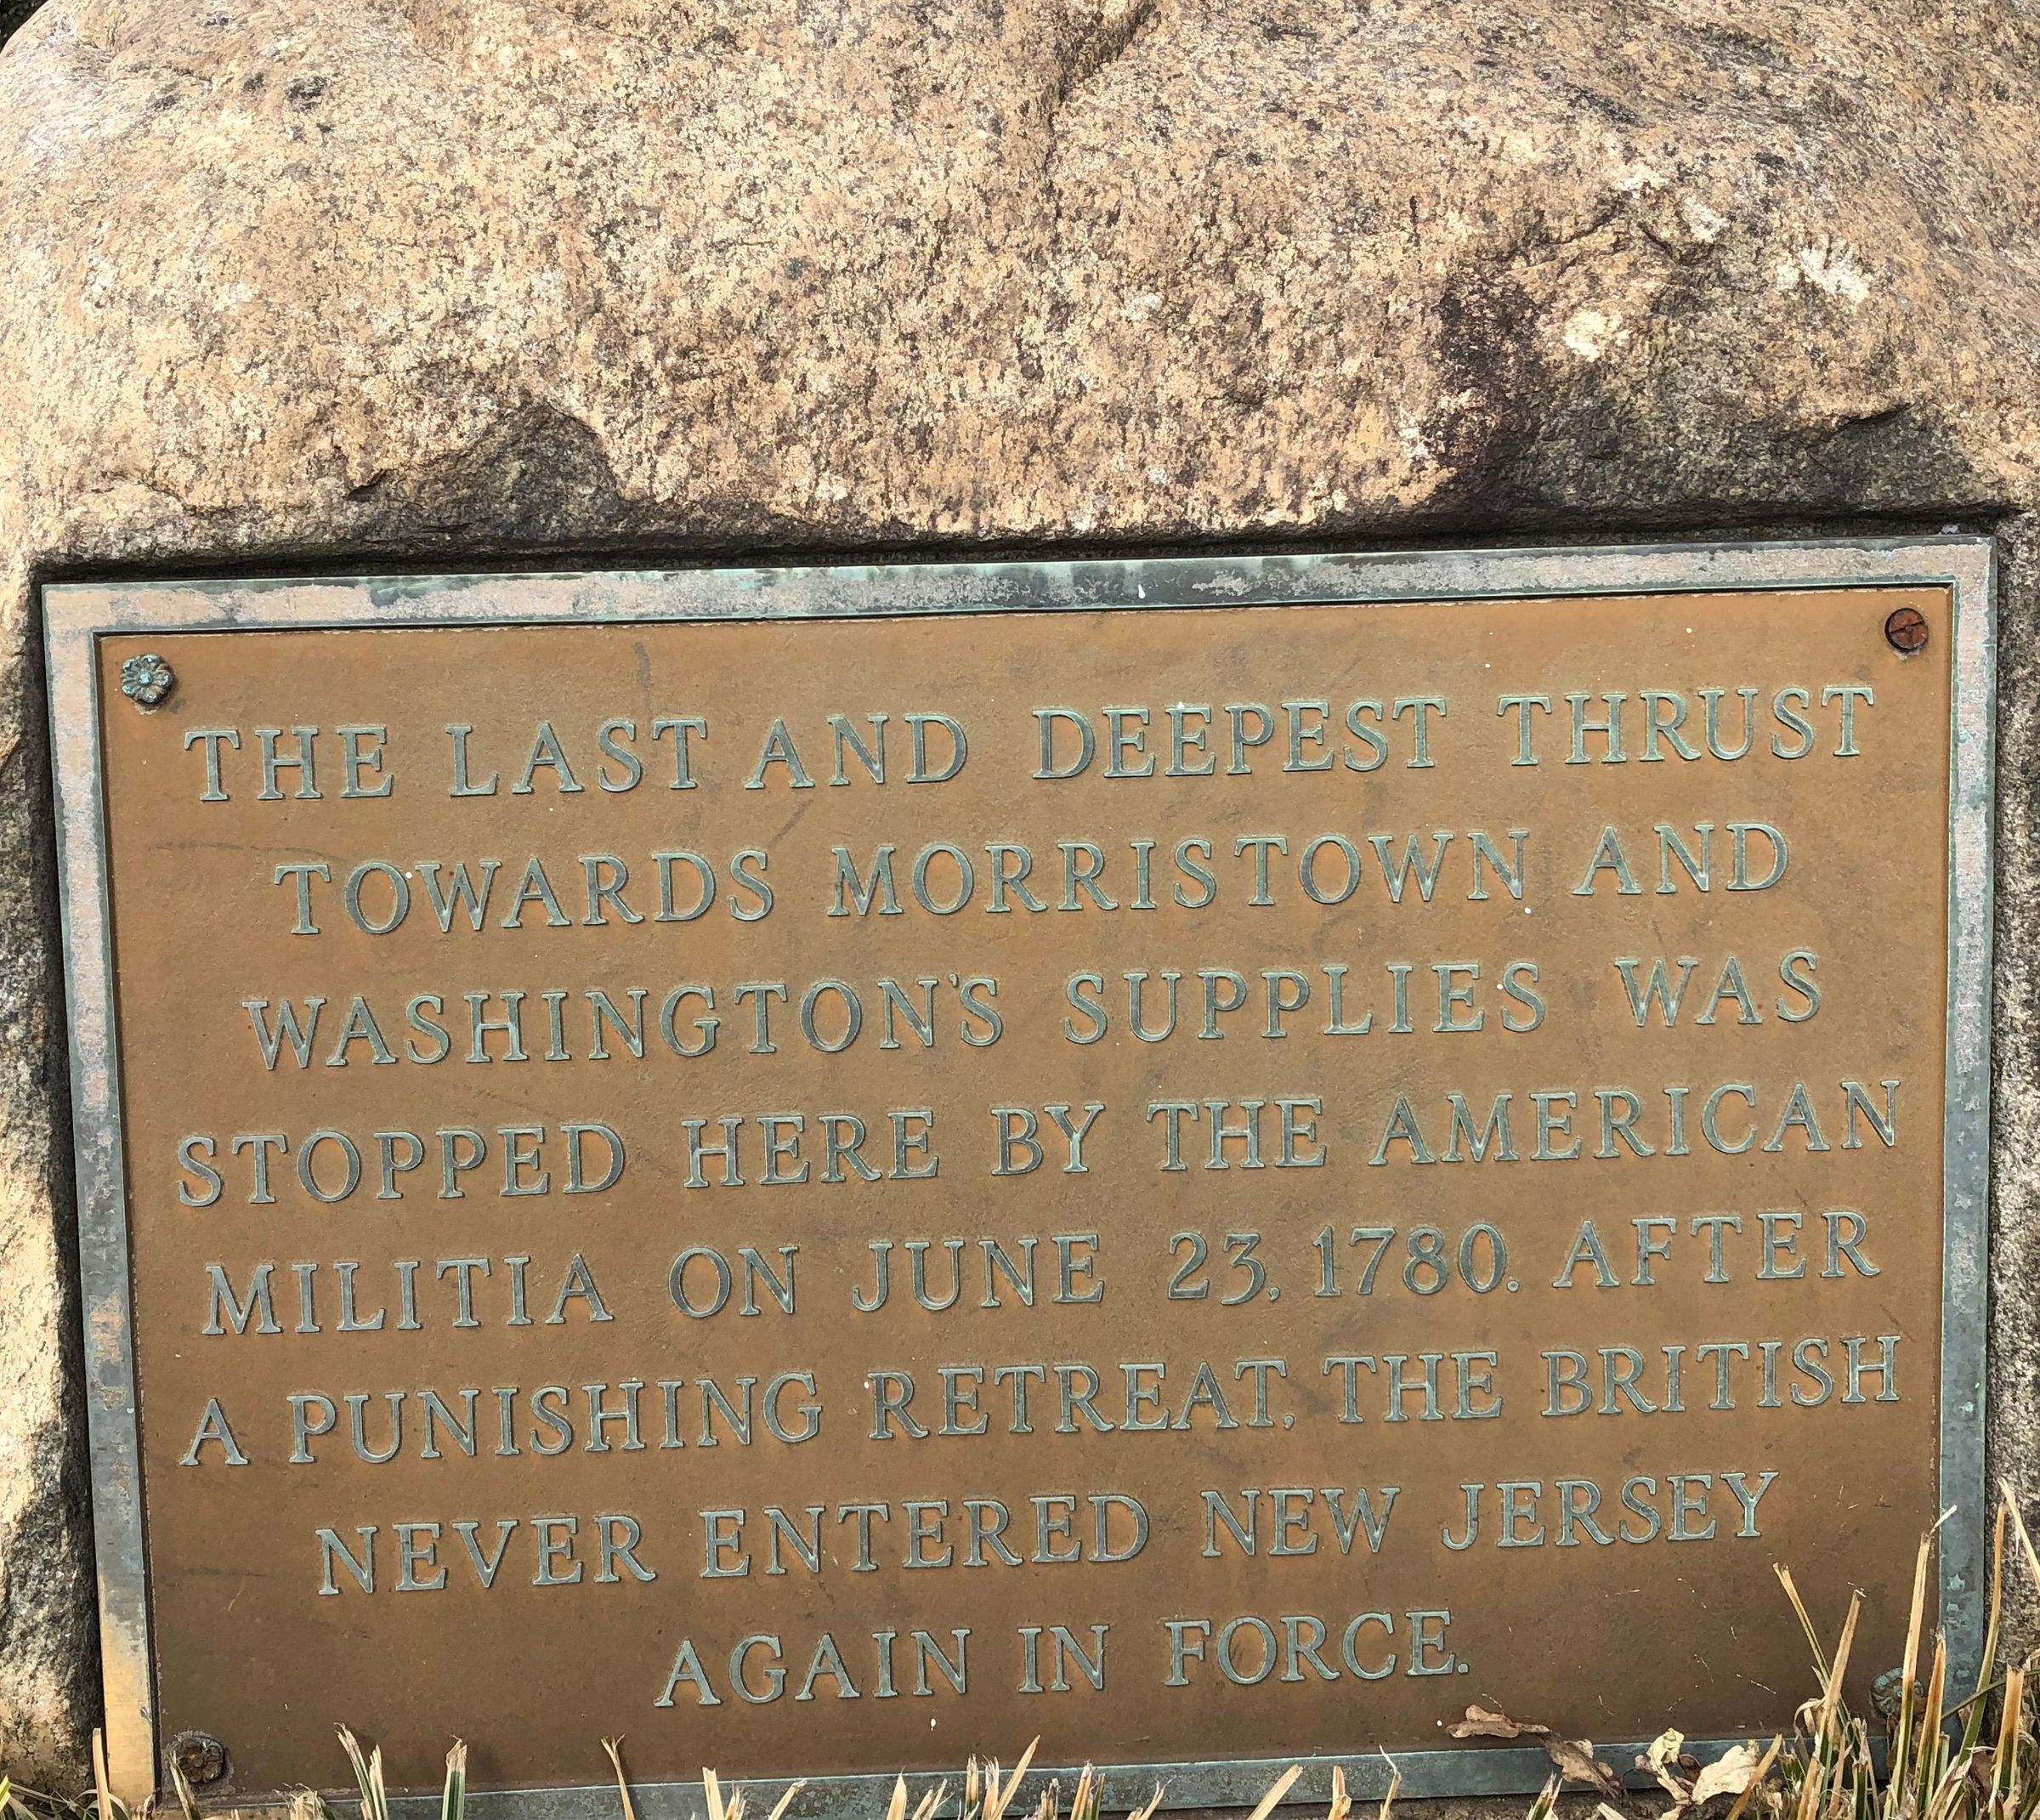 THE LAST AND DEEPEST THRUST
TOWARDS MORRISTOWN AND
WASHINGTON'S SUPPLIES WAS
STOPPED HERE BY THE AMERICAN
MILITIA ON JUNE 23, 1780. AFTER
A PUNISHING RETREAT, THE BRITISH
NEVER ENTERED NEW JERSEY
AGAIN IN FORCE.